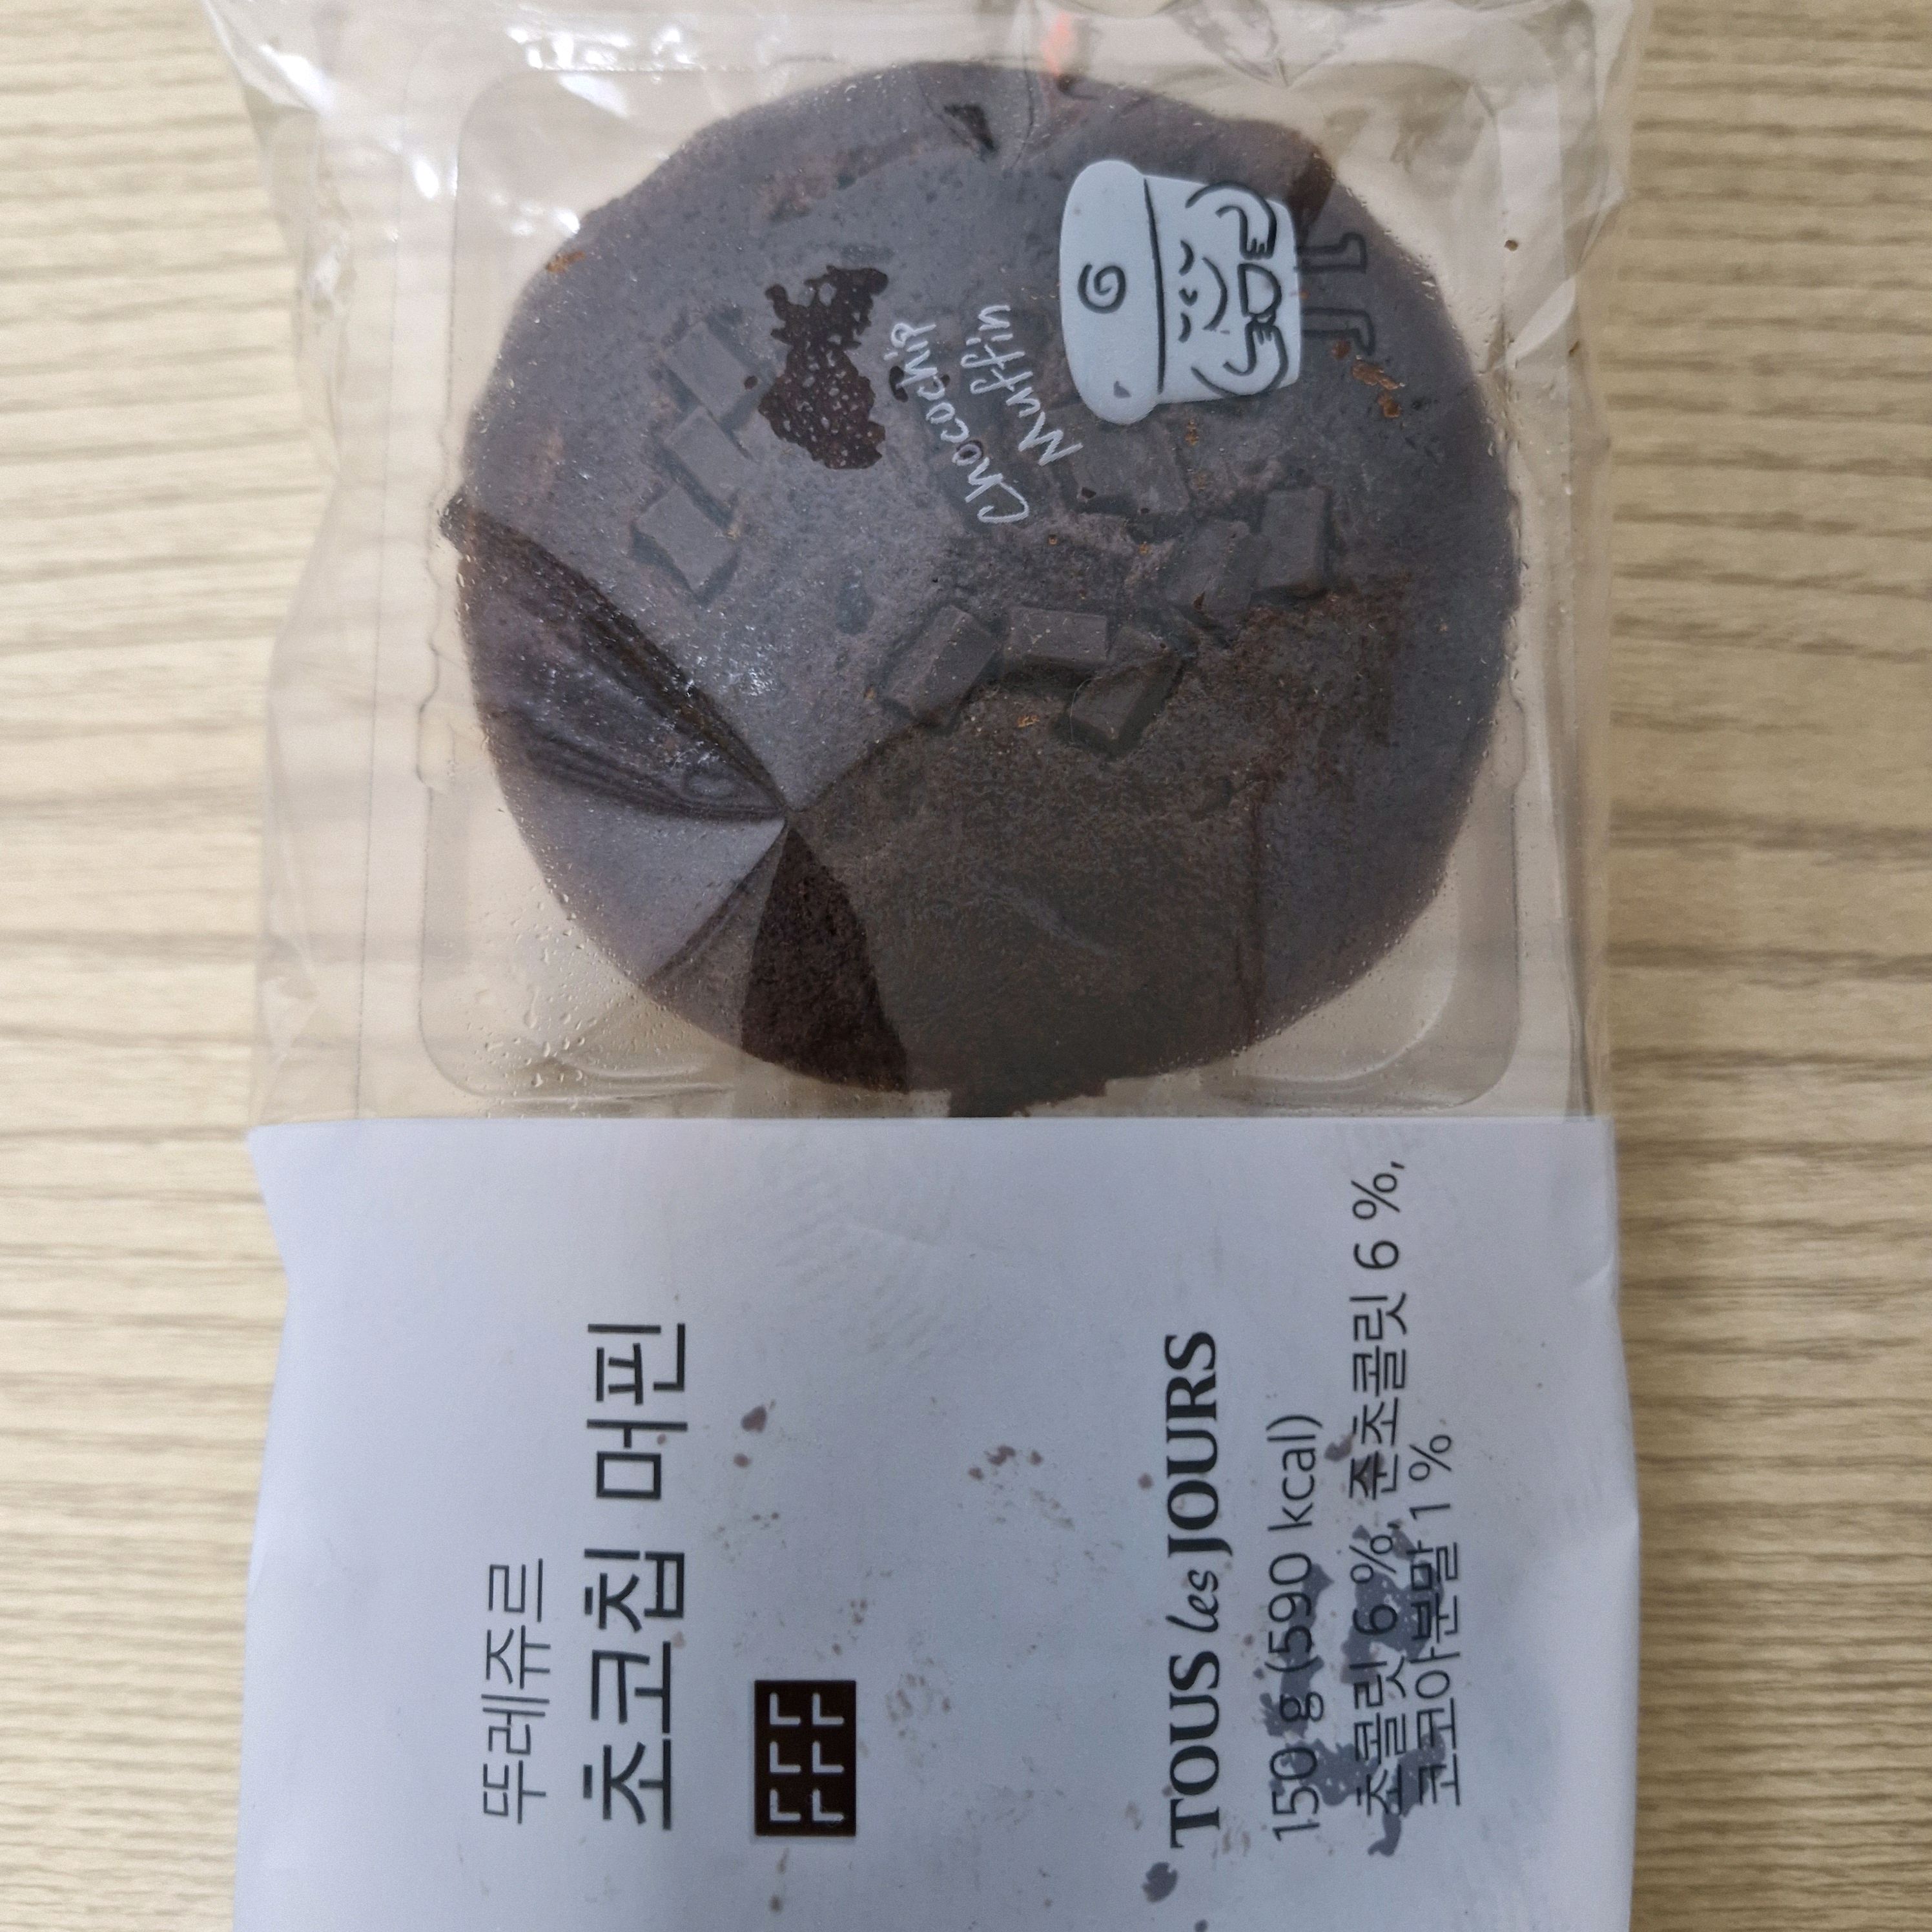 Chocochip
Muffin
뚜레쥬르
초코칩 머핀
TOUS les JOURS
150 g (590 kcal)
초콜릿 6 %, 준초콜릿 6 %,
코코아분말 1 %